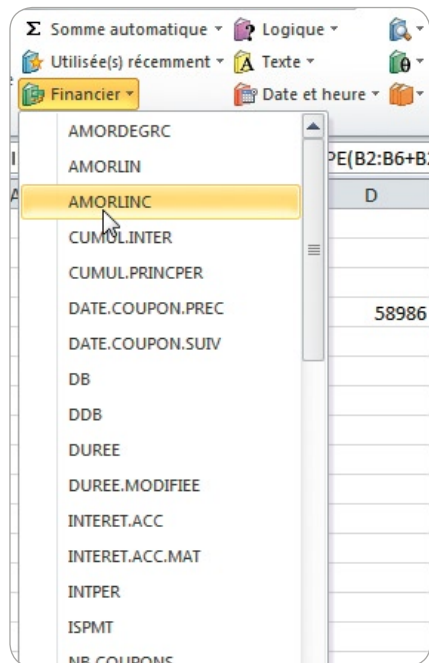 Σ Somme automatique Logique
Utilisée(s) récemment Texte
Financier Date et heure
PE(B2:B6+B
D
AMORDEGRC
AMORLIN
AMORLINC
CUMUL.INTER
CUMUL.PRINCPER
DATE.COUPON.PREC
58986
DATE.COUPON.SUIV
DB
DDB
DUREE
DUREE.MODIFIEE
INTERET.ACC
INTERET.ACC.MAT
INTPER
ISPMT
NB.COUPONS